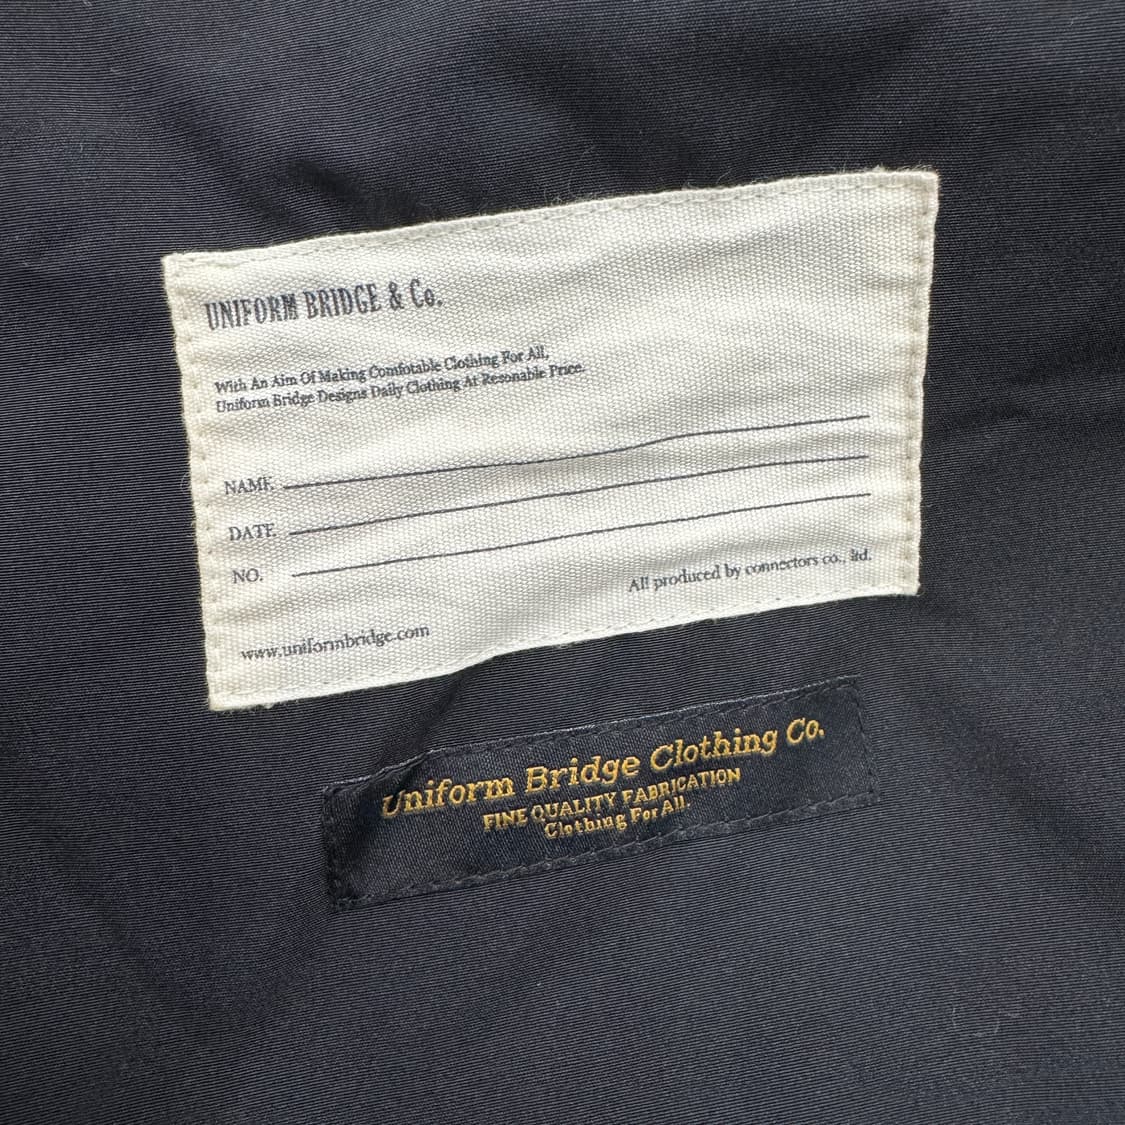 UNIFORM BRIDGE & Co.
With An Aim Of Making Comfotable Clothing For All,
Uniform Bridge Designs Daily Clothing At Resonable Price.
NAME.
DATE.
NO.
All produced by connectors co., ltd.
www.uniformbridge.com
Uniform Bridge Clothing Co.
FINE QUALITY FABRICATION
Clothing For All.